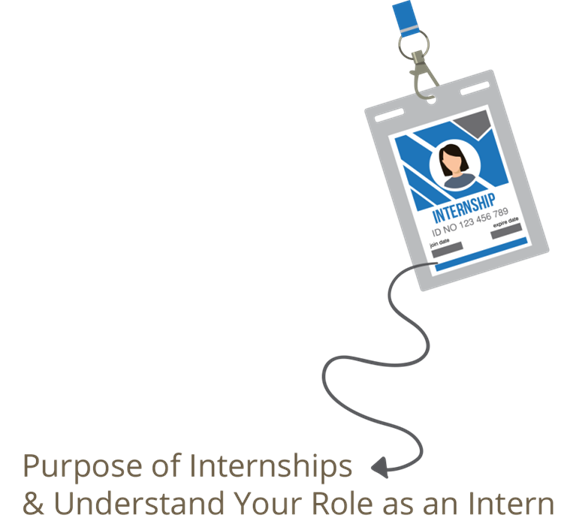 INTERNSHIP
ID NO 123 456 789
join date
expire date
Purpose of Internships
& Understand Your Role as an Intern